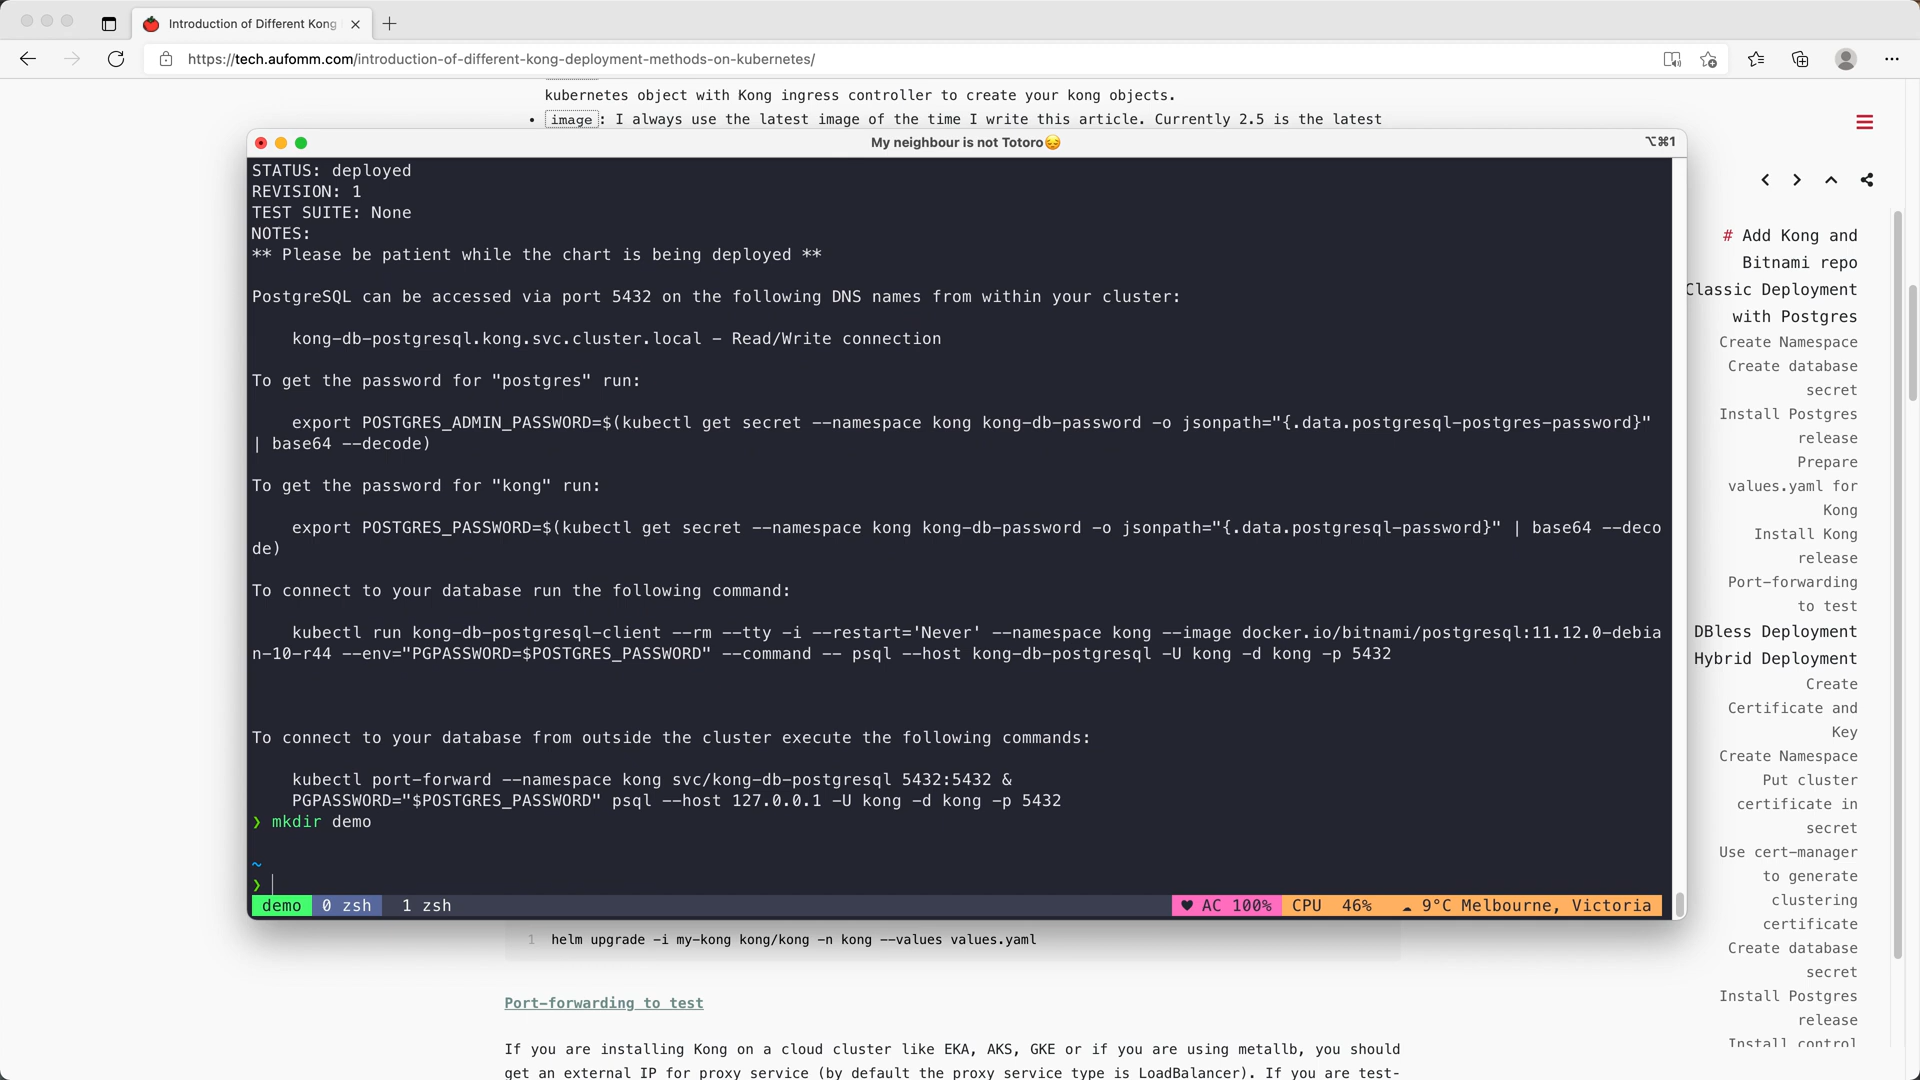 Introduction of Different Kong
https://tech.aufomm.com/introduction-of-different-kong-deployment-methods-on-kubernetes/
kubernetes object with Kong ingress controller to create your kong objects.
• image: I always use the latest image of the time I write this article. Currently 2.5 is the latest
My neighbour is not Totoro😔
⌥⌘1
STATUS: deployed
REVISION: 1
TEST SUITE: None
NOTES:
** Please be patient while the chart is being deployed **
PostgreSQL can be accessed via port 5432 on the following DNS names from within your cluster:
kong-db-postgresql.kong.svc.cluster.local - Read/Write connection
To get the password for "postgres" run:
export POSTGRES_ADMIN_PASSWORD=$(kubectl get secret --namespace kong kong-db-password -o jsonpath="{.data.postgresql-postgres-password}"
| base64 --decode)
To get the password for "kong" run:
export POSTGRES_PASSWORD=$(kubectl get secret --namespace kong kong-db-password -o jsonpath="{.data.postgresql-password}" | base64 --deco
de)
To connect to your database run the following command:
kubectl run kong-db-postgresql-client --rm --tty -i --restart='Never' --namespace kong --image docker.io/bitnami/postgresql:11.12.0-debia
n-10-r44 --env="PGPASSWORD=$POSTGRES_PASSWORD" --command -- psql --host kong-db-postgresql -U kong -d kong -p 5432
To connect to your database from outside the cluster execute the following commands:
kubectl port-forward --namespace kong svc/kong-db-postgresql 5432:5432 &
PGPASSWORD="$POSTGRES_PASSWORD" psql --host 127.0.0.1 -U kong -d kong -p 5432
❯ mkdir demo
~
❯
demo 0 zsh 1 zsh
♥ AC 100% CPU 46% ☁ 9°C Melbourne, Victoria
1 helm upgrade -i my-kong kong/kong -n kong --values values.yaml
Port-forwarding to test
If you are installing Kong on a cloud cluster like EKA, AKS, GKE or if you are using metallb, you should
get an external IP for proxy service (by default the proxy service type is LoadBalancer). If you are test-
# Add Kong and
Bitnami repo
Classic Deployment
with Postgres
Create Namespace
Create database
secret
Install Postgres
release
Prepare
values.yaml for
Kong
Install Kong
release
Port-forwarding
to test
DBless Deployment
Hybrid Deployment
Create
Certificate and
Key
Create Namespace
Put cluster
certificate in
secret
Use cert-manager
to generate
clustering
certificate
Create database
secret
Install Postgres
release
Install control